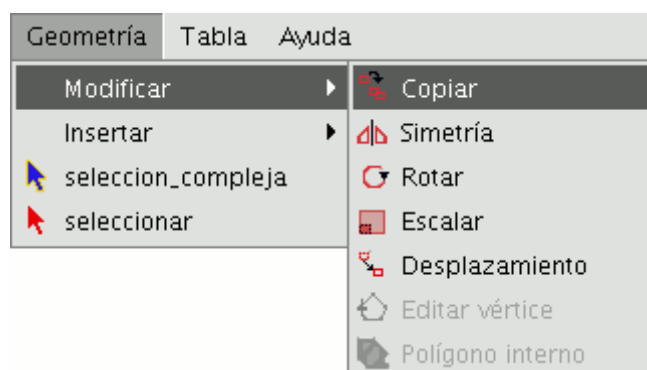 Geometría Tabla Ayuda
Modificar
Insertar
seleccion_compleja
seleccionar
Copiar
Simetría
Rotar
Escalar
Desplazamiento
Editar vértice
Polígono interno